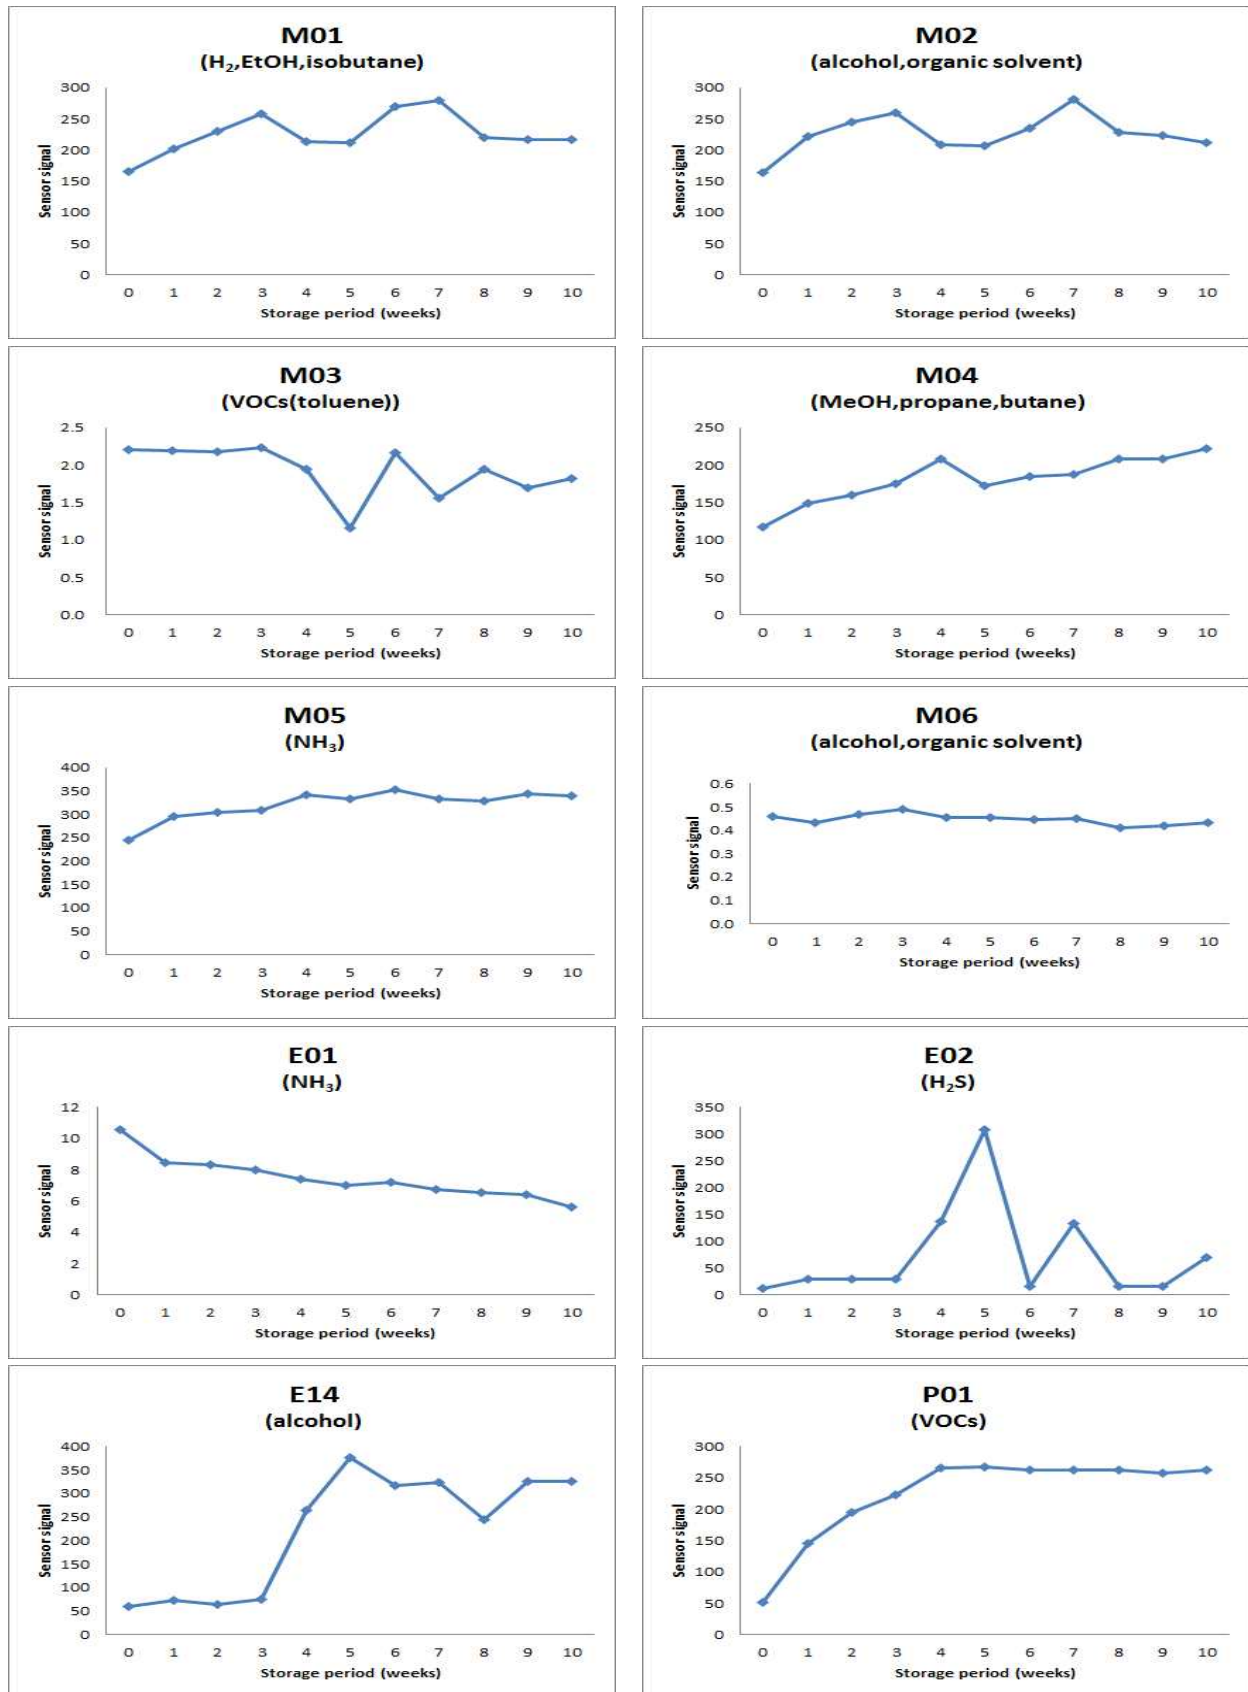 M01
(H₂,EtOH,isobutane)
300
250
200
150
100
50
0
Sensor signal
0 1 2 3 4 5 6 7 8 9 10
Storage period (weeks)
M02
(alcohol,organic solvent)
300
250
200
150
100
50
0
Sensor signal
0 1 2 3 4 5 6 7 8 9 10
Storage period (weeks)
M03
(VOCs(toluene))
2.5
2.0
1.5
1.0
0.5
0.0
Sensor signal
0 1 2 3 4 5 6 7 8 9 10
Storage period (weeks)
M04
(MeOH,propane,butane)
250
200
150
100
50
0
Sensor signal
0 1 2 3 4 5 6 7 8 9 10
Storage period (weeks)
M05
(NH₃)
400
350
300
250
200
150
100
50
0
Sensor signal
0 1 2 3 4 5 6 7 8 9 10
Storage period (weeks)
M06
(alcohol,organic solvent)
0.6
0.5
0.4
0.3
0.2
0.1
0.0
Sensor signal
0 1 2 3 4 5 6 7 8 9 10
Storage period (weeks)
E01
(NH₃)
12
10
8
6
4
2
0
Sensor signal
0 1 2 3 4 5 6 7 8 9 10
Storage period (weeks)
E02
(H₂S)
350
300
250
200
150
100
50
0
Sensor signal
0 1 2 3 4 5 6 7 8 9 10
Storage period (weeks)
E14
(alcohol)
400
350
300
250
200
150
100
50
0
Sensor signal
0 1 2 3 4 5 6 7 8 9 10
Storage period (weeks)
P01
(VOCs)
300
250
200
150
100
50
0
Sensor signal
0 1 2 3 4 5 6 7 8 9 10
Storage period (weeks)